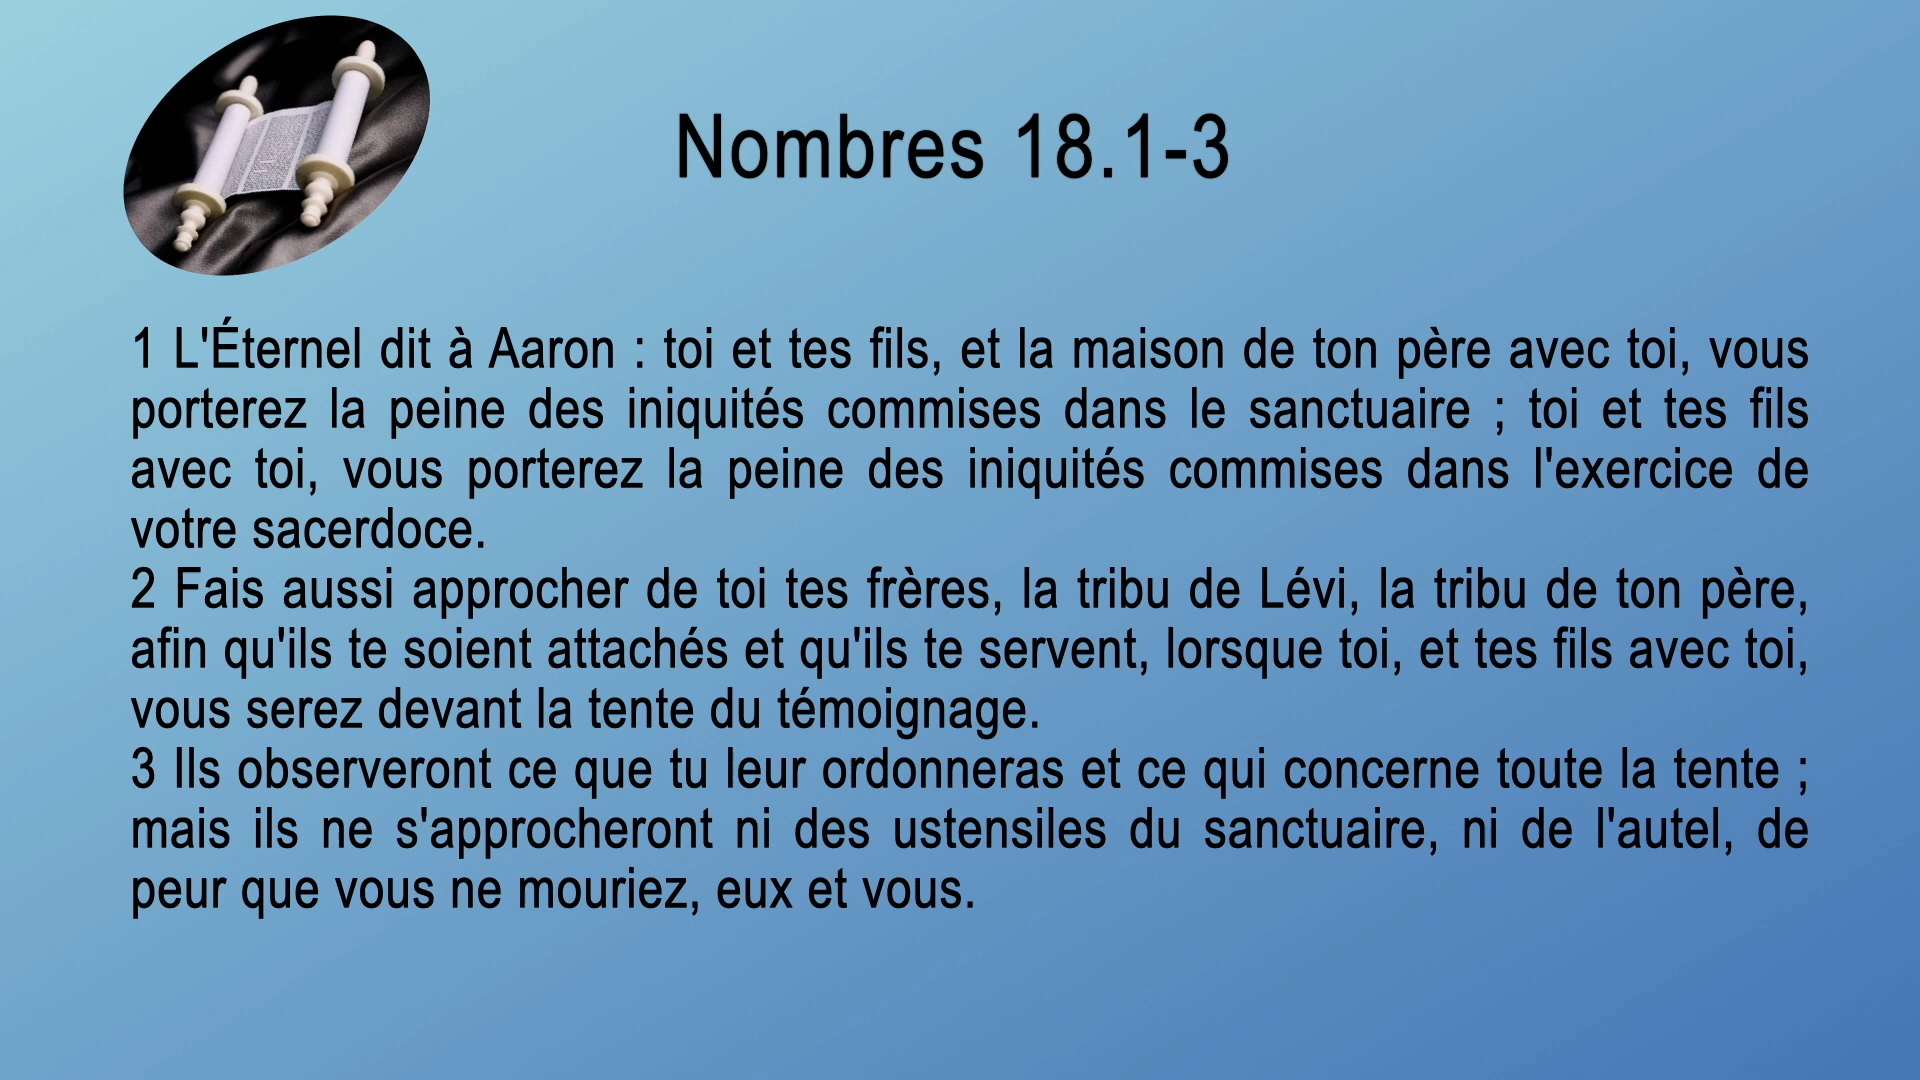 Nombres 18.1-3
1 L'Éternel dit à Aaron : toi et tes fils, et la maison de ton père avec toi, vous
porterez la peine des iniquités commises dans le sanctuaire ; toi et tes fils
avec toi, vous porterez la peine des iniquités commises dans l'exercice de
votre sacerdoce.
2 Fais aussi approcher de toi tes frères, la tribu de Lévi, la tribu de ton père,
afin qu'ils te soient attachés et qu'ils te servent, lorsque toi, et tes fils avec toi,
vous serez devant la tente du témoignage.
3 Ils observeront ce que tu leur ordonneras et ce qui concerne toute la tente ;
mais ils ne s'approcheront ni des ustensiles du sanctuaire, ni de l'autel, de
peur que vous ne mouriez, eux et vous.